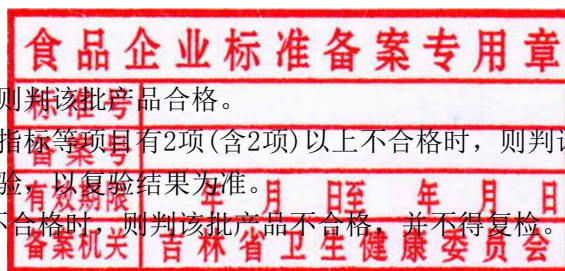 食品企业标准备案专用章
标准号
则判该批产品合格。
备案号
指标等项目有2项(含2项)以上不合格时，则判
验，以复验结果为准。
有效期限 年 月 日至 年 月 日
不合格时，则判该批产品不合格，并不得复检。
备案机关 吉林省卫生健康委员会